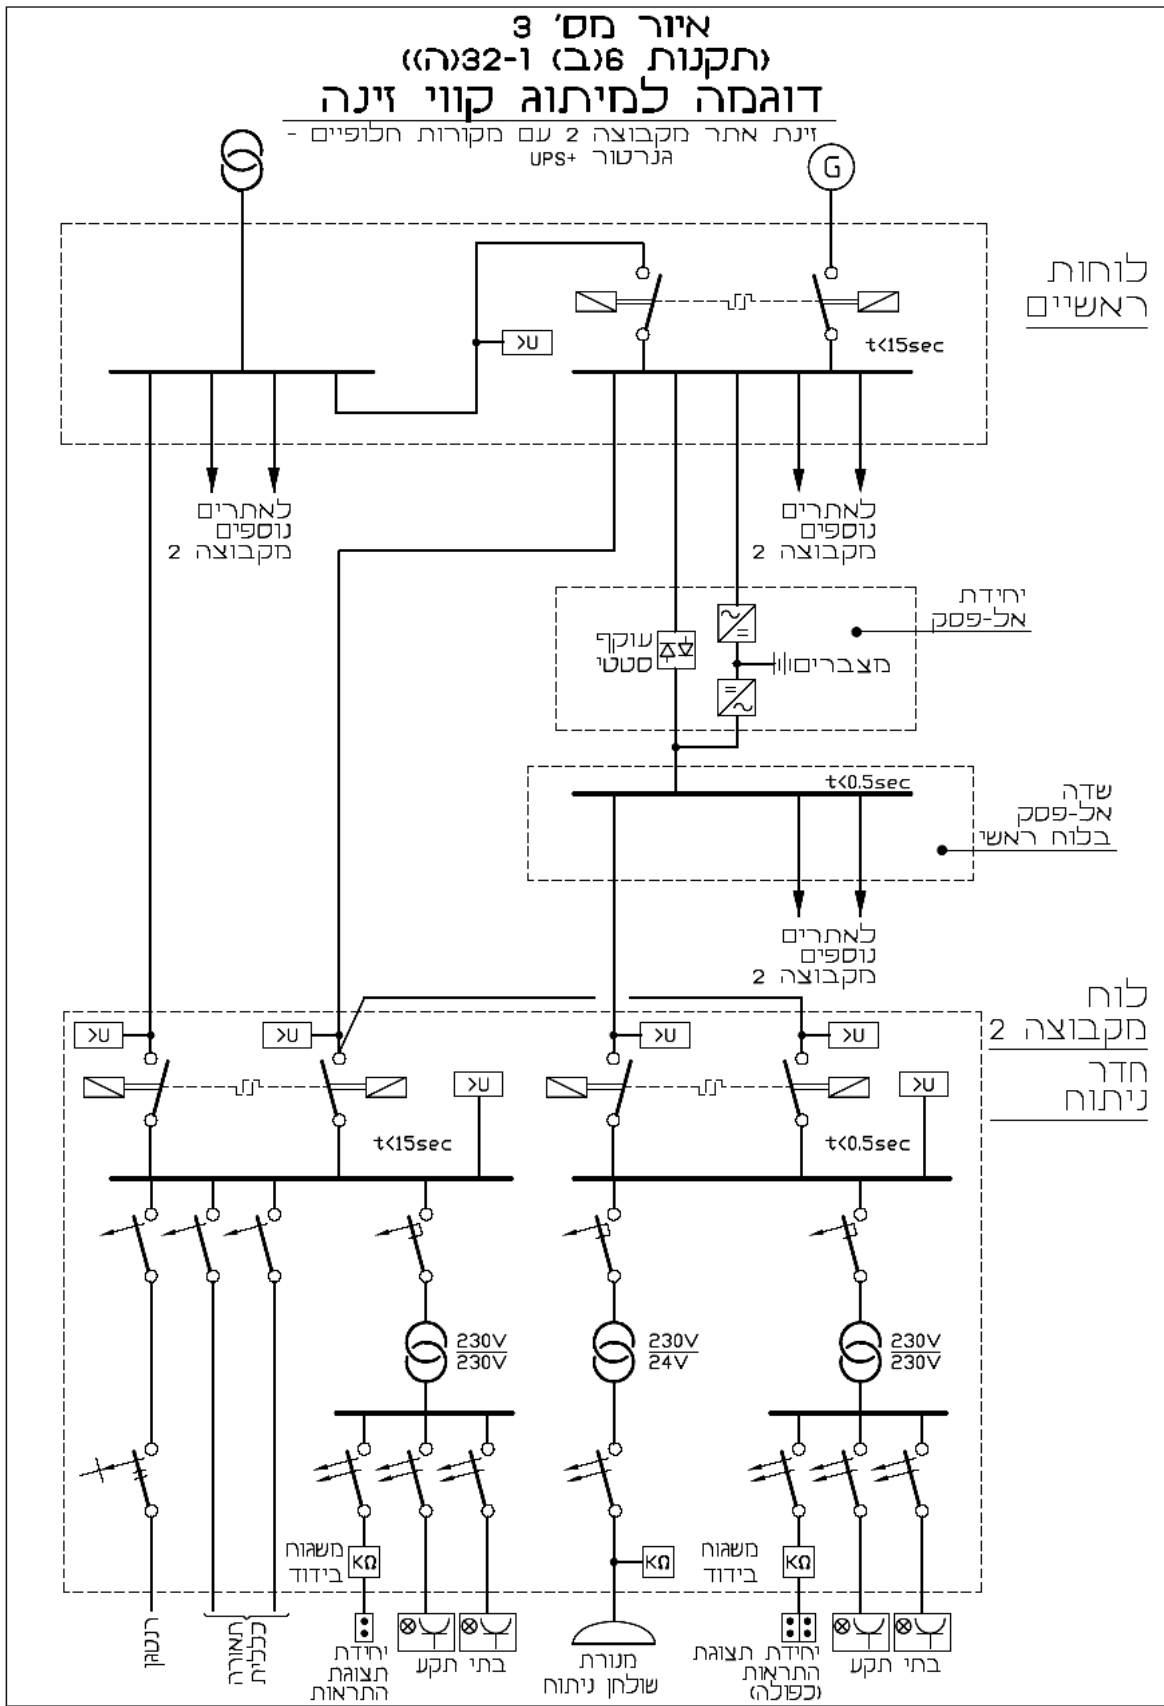 איור מס' 3
(תקנות 6(ב) ו-32(ה))
דוגמה למיתוג קווי זינה
זינת אתר מקבוצה 2 עם מקורות חלופיים -
גנרטור +UPS
G
לוחות
ראשיים
U<
t<15sec
לאתרים
נוספים
מקבוצה 2
לאתרים
נוספים
מקבוצה 2
יחידת
אל-פסק
עוקף
סטטי
מצברים
t<0.5sec
שדה
אל-פסק
בלוח ראשי
לאתרים
נוספים
מקבוצה 2
לוח
מקבוצה 2
חדר
ניתוח
U<
U<
U<
U<
U<
U<
t<15sec
t<0.5sec
230V
230V
230V
24V
230V
230V
משגוח
בידוד
KΩ
KΩ
משגוח
בידוד
KΩ
רנטגן
תאורה
כללית
יחידת
תצוגת
התראות
בתי תקע
מנורת
שולחן ניתוח
יחידת תצוגת
התראות
(כפולה)
בתי תקע